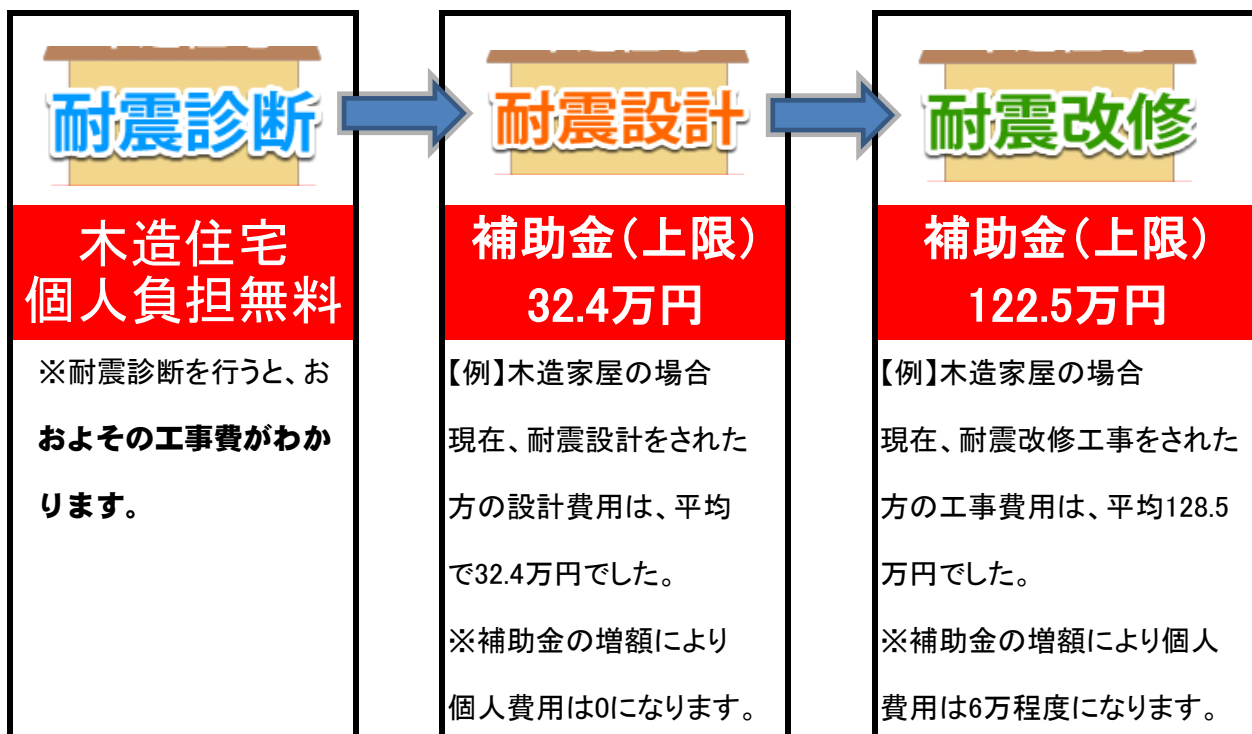 耐震診断
木造住宅
個人負担無料
※耐震診断を行うと、お
およその工事費がわか
ります。
耐震設計
補助金(上限)
32.4万円
【例】木造家屋の場合
現在、耐震設計をされた
方の設計費用は、平均
で32.4万円でした。
※補助金の増額により
個人費用は0になります。
耐震改修
補助金(上限)
122.5万円
【例】木造家屋の場合
現在、耐震改修工事をされた
方の工事費用は、平均128.5
万円でした。
※補助金の増額により個人
費用は6万程度になります。